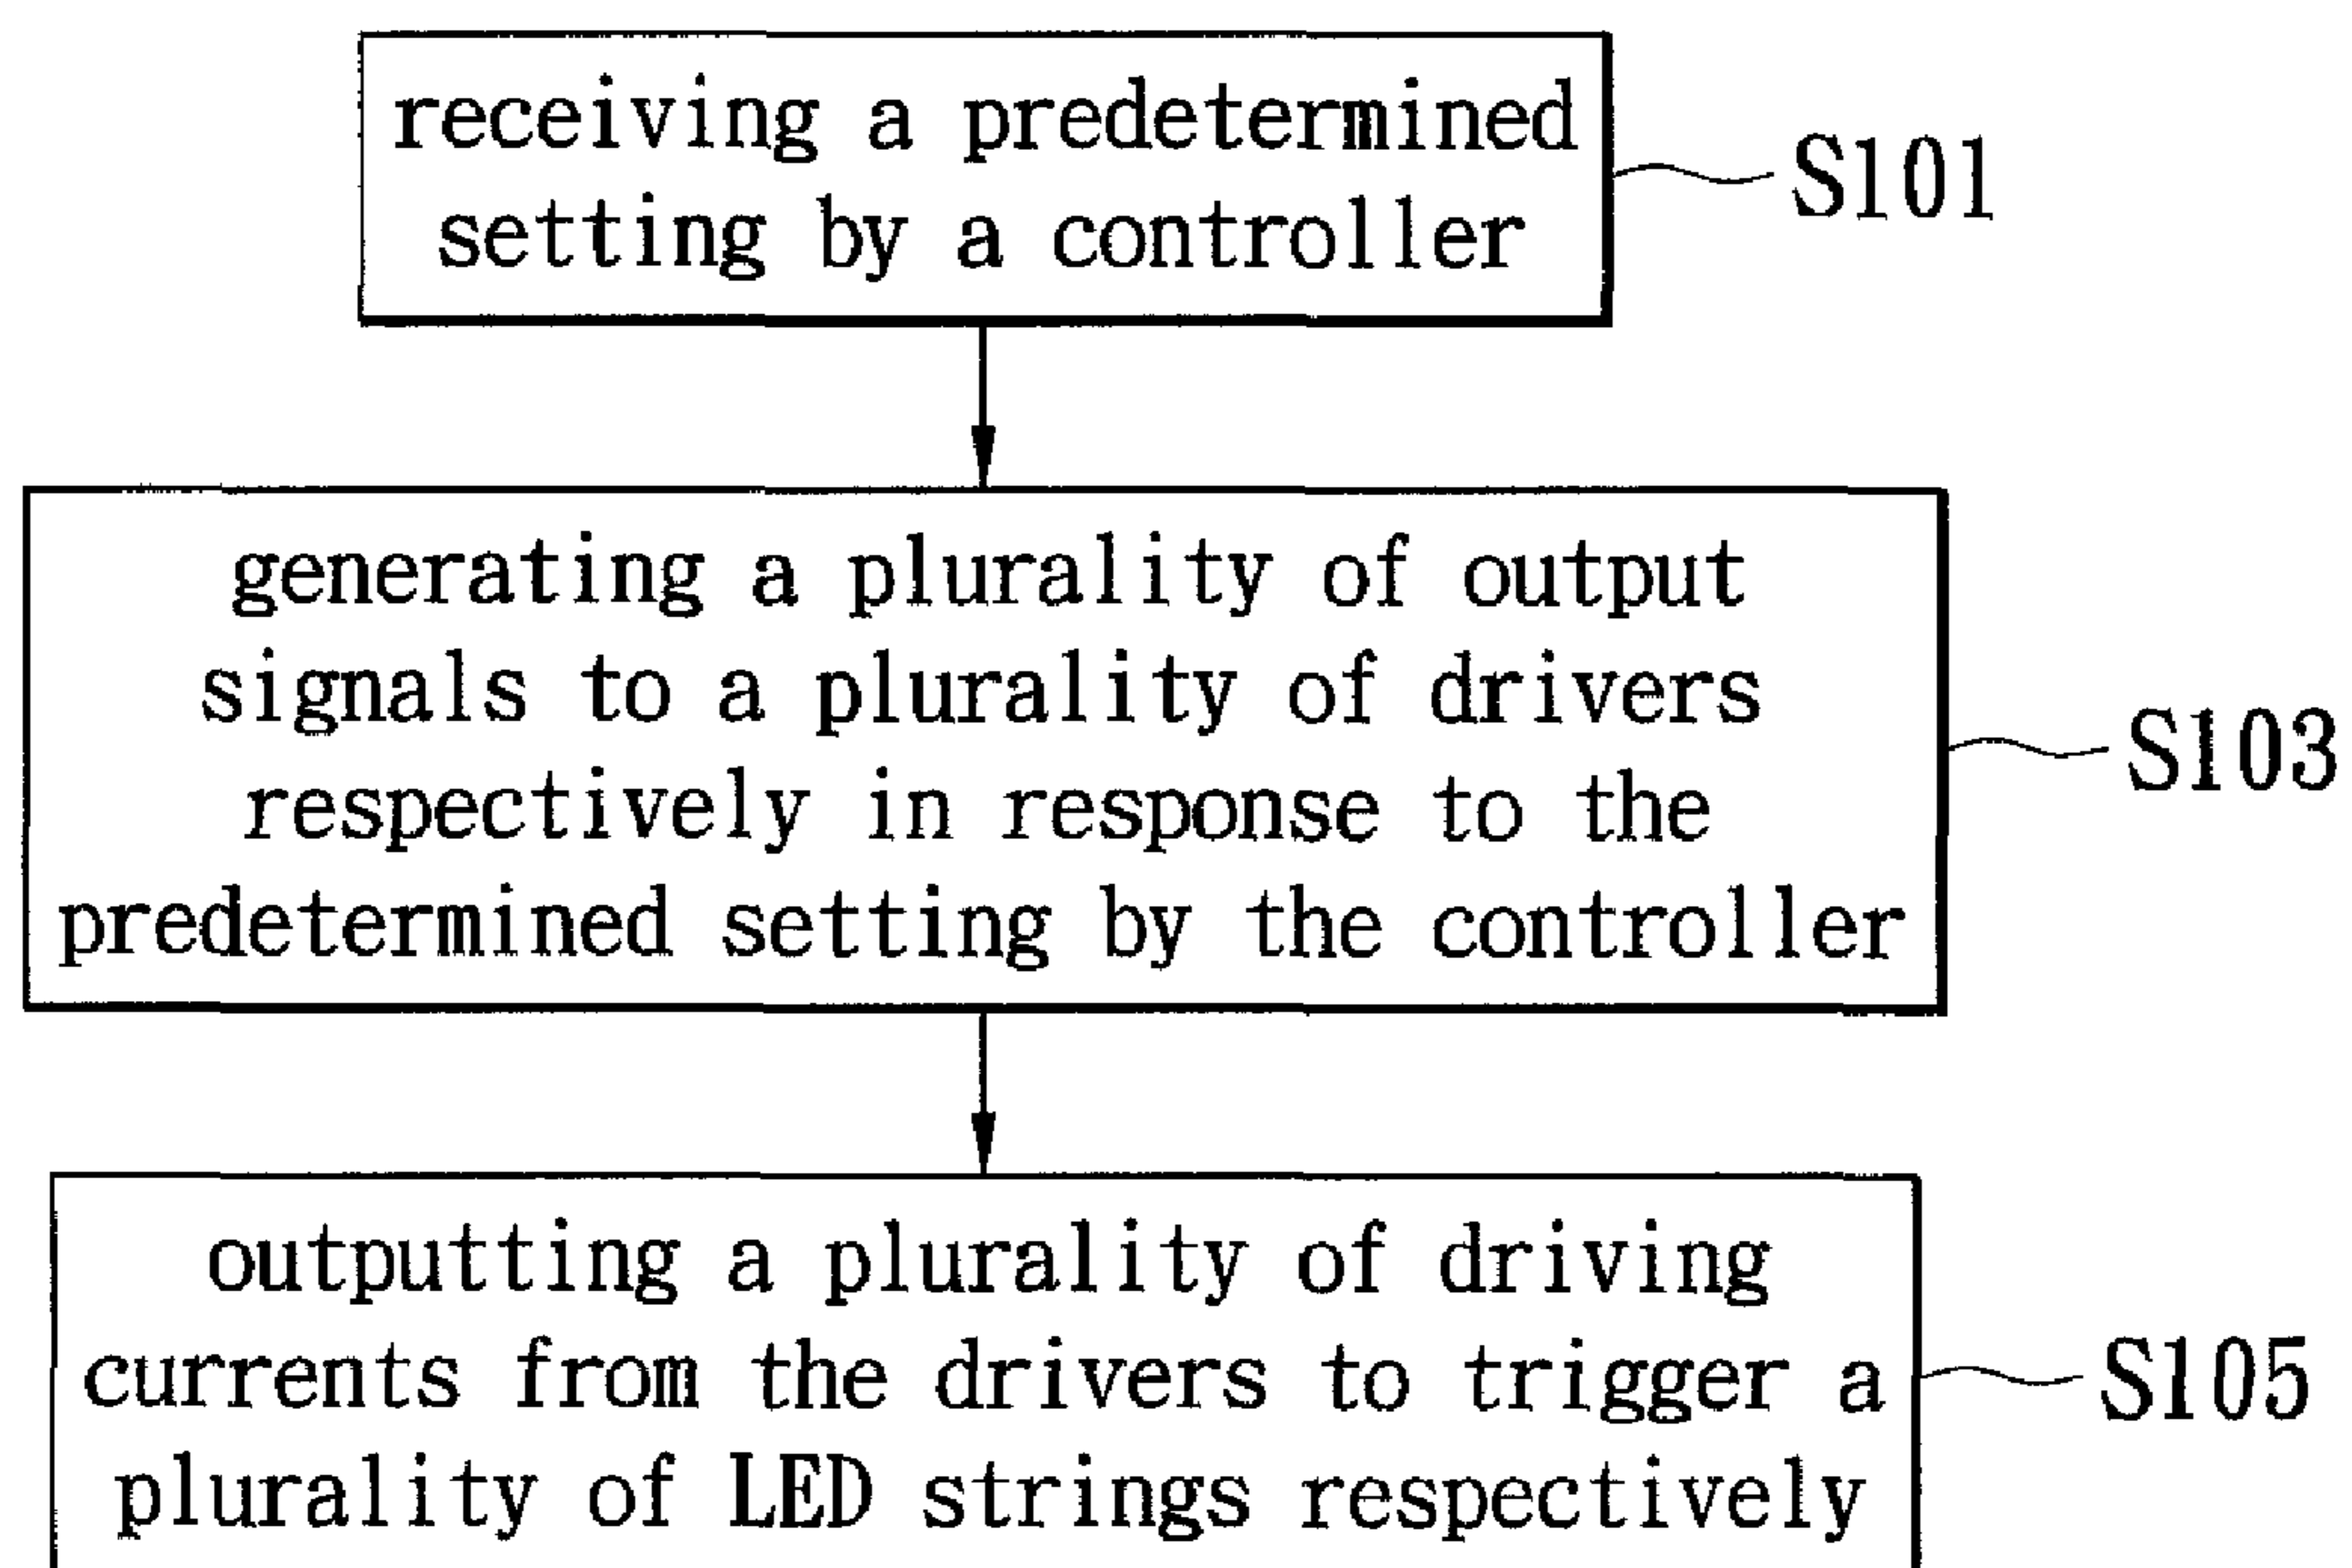 receiving a predetermined
setting by a controller
S101
generating a plurality of output
signals to a plurality of drivers
respectively in response to the
predetermined setting by the controller
S103
outputting a plurality of driving
currents from the drivers to trigger a
plurality of LED strings respectively
S105